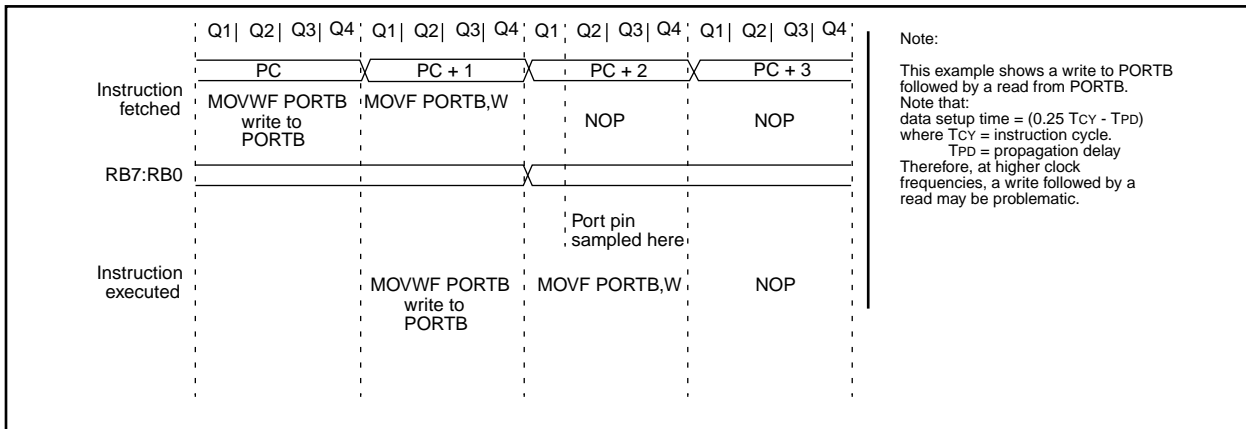 Q1| Q2| Q3| Q4 Q1| Q2| Q3| Q4 Q1 Q2| Q3| Q4 Q1| Q2| Q3| Q4
PC PC + 1 PC + 2 PC + 3
Instruction
fetched
MOVWF PORTB
write to
PORTB
MOVF PORTB,W
NOP
NOP
RB7:RB0
Port pin
sampled here
Instruction
executed
MOVWF PORTB
write to
PORTB
MOVF PORTB,W
NOP
Note:
This example shows a write to PORTB
followed by a read from PORTB.
Note that:
data setup time = (0.25 TCY - TPD)
where TCY = instruction cycle.
TPD = propagation delay
Therefore, at higher clock
frequencies, a write followed by a
read may be problematic.